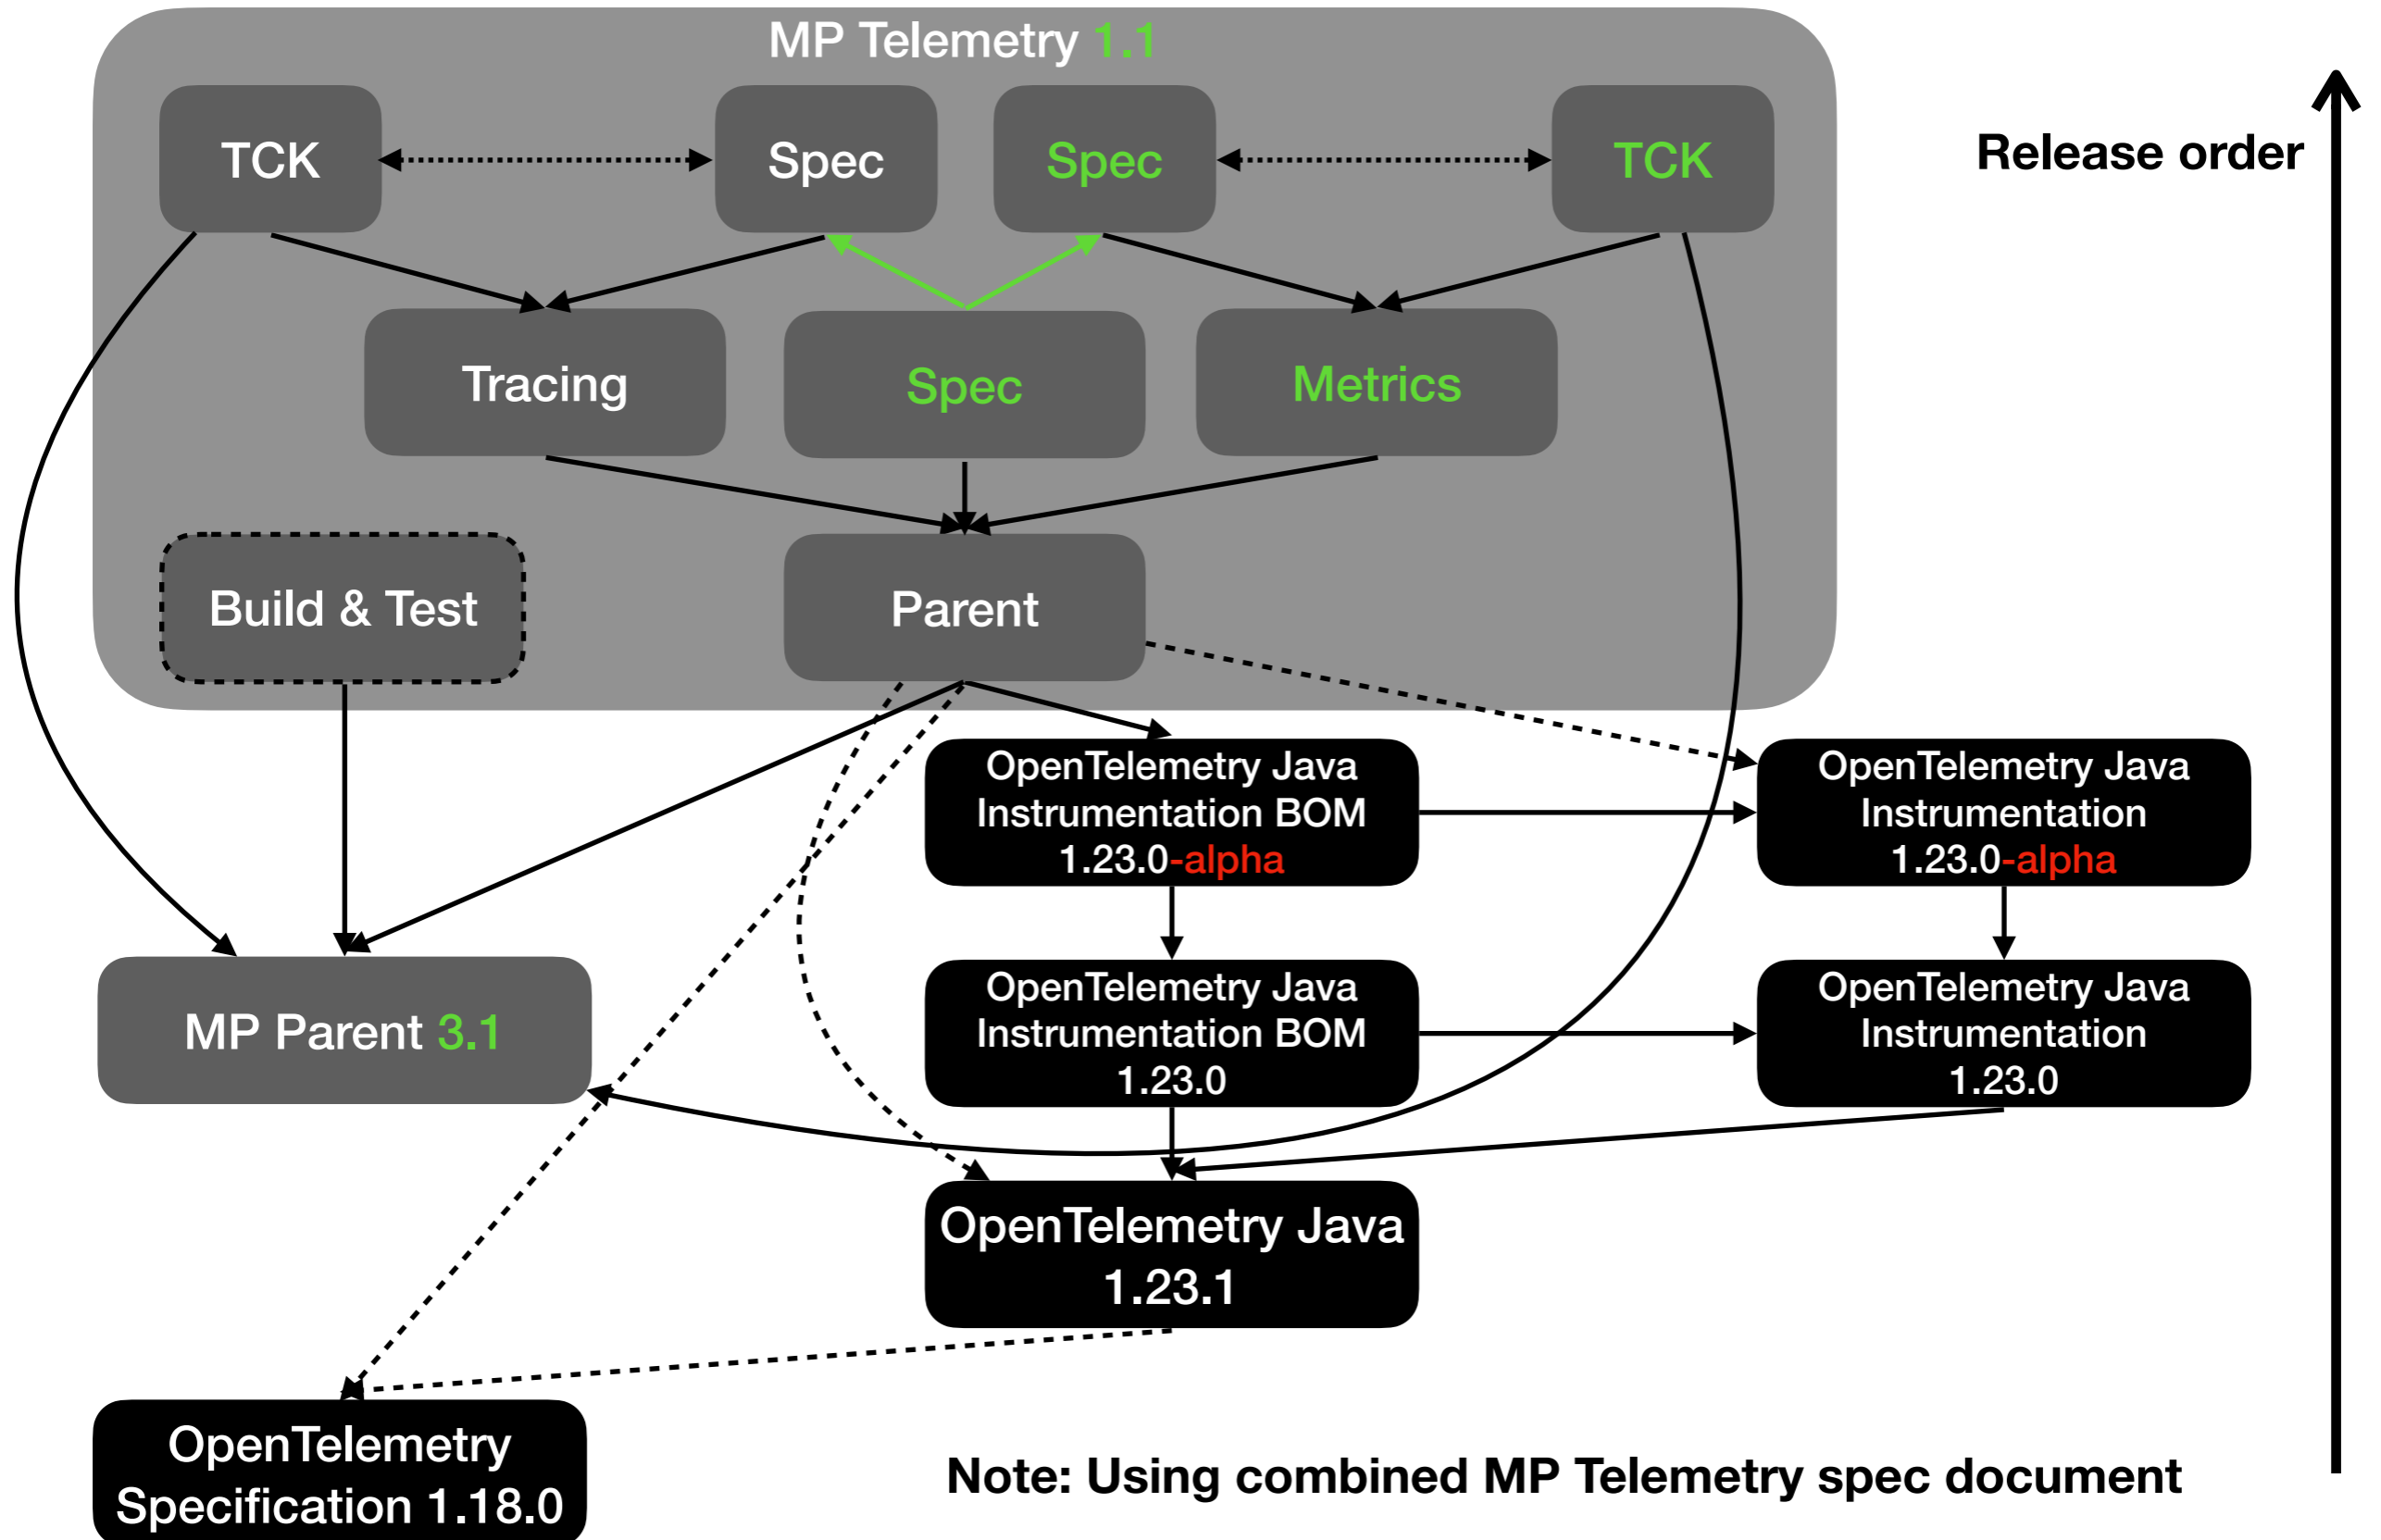 MP Telemetry 1.1
TCK
Spec
Spec
TCK
Release order
Tracing
Spec
Metrics
Build & Test
Parent
OpenTelemetry Java
Instrumentation BOM
1.23.0-alpha
OpenTelemetry Java
Instrumentation
1.23.0-alpha
MP Parent 3.1
OpenTelemetry Java
Instrumentation BOM
1.23.0
OpenTelemetry Java
Instrumentation
1.23.0
OpenTelemetry Java
1.23.1
OpenTelemetry
Specification 1.18.0
Note: Using combined MP Telemetry spec document